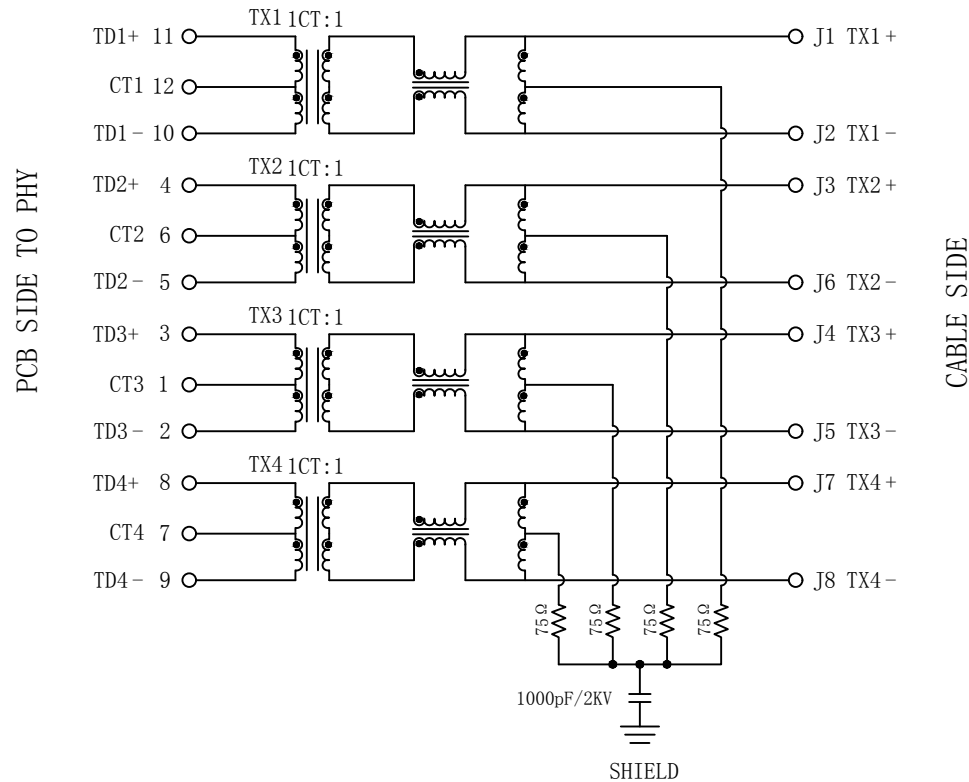 TX1 1CT:1
TD1+ 11
J1 TX1+
CT1 12
TD1- 10
J2 TX1-
TX2 1CT:1
TD2+ 4
J3 TX2+
CT2 6
TD2- 5
J6 TX2-
TX3 1CT:1
TD3+ 3
J4 TX3+
CT3 1
TD3- 2
J5 TX3-
TX4 1CT:1
TD4+ 8
J7 TX4+
CT4 7
TD4- 9
J8 TX4-
PCB SIDE TO PHY
CABLE SIDE
75Ω
75Ω
75Ω
75Ω
1000pF/2KV
SHIELD